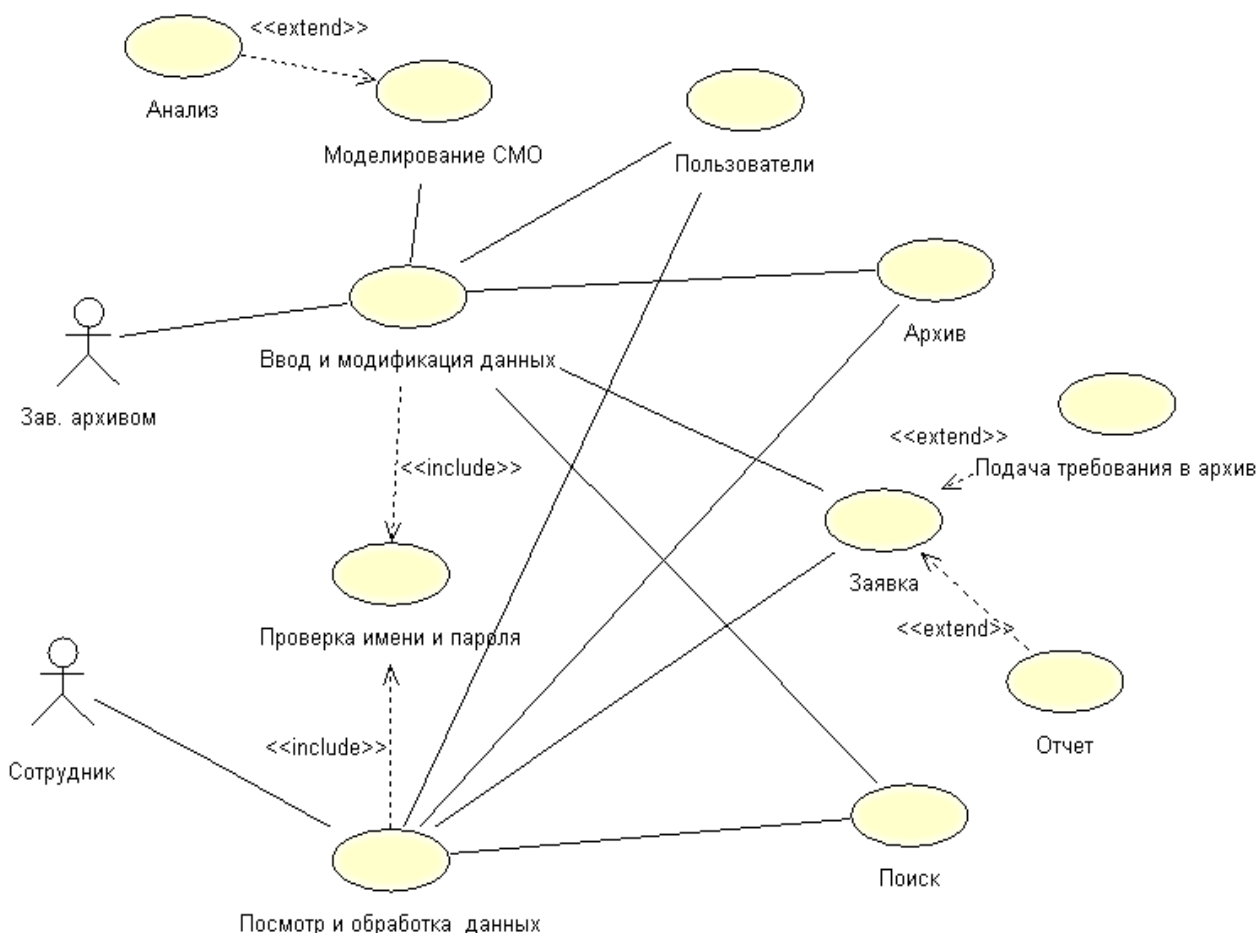 <<extend>>
Анализ
Моделирование СМО
Пользователи
Архив
Ввод и модификация данных
Зав. архивом
<<extend>>
<<include>>
Подача требования в архив
Заявка
<<extend>>
Проверка имени и пароля
Отчет
<<include>>
Сотрудник
Поиск
Посмотр и обработка данных